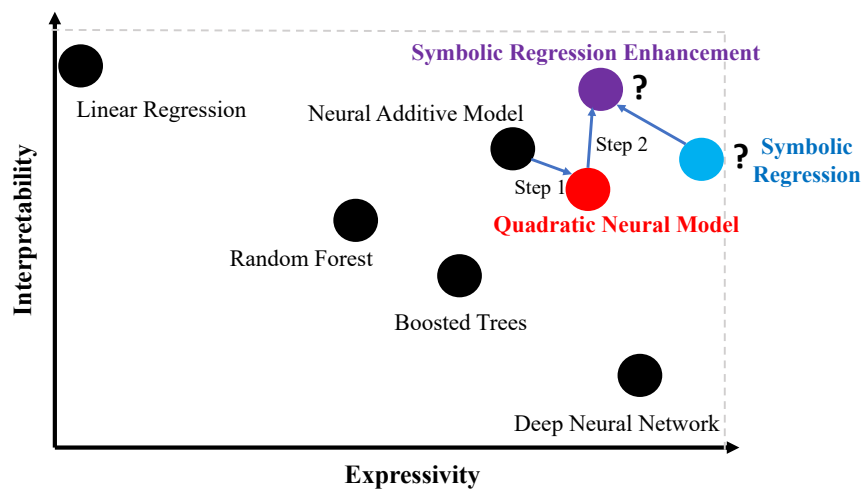 Symbolic Regression Enhancement
?
Linear Regression
Neural Additive Model
Step 2
?
Symbolic
Regression
Step 1
Quadratic Neural Model
Random Forest
Boosted Trees
Deep Neural Network
Interpretability
Expressivity